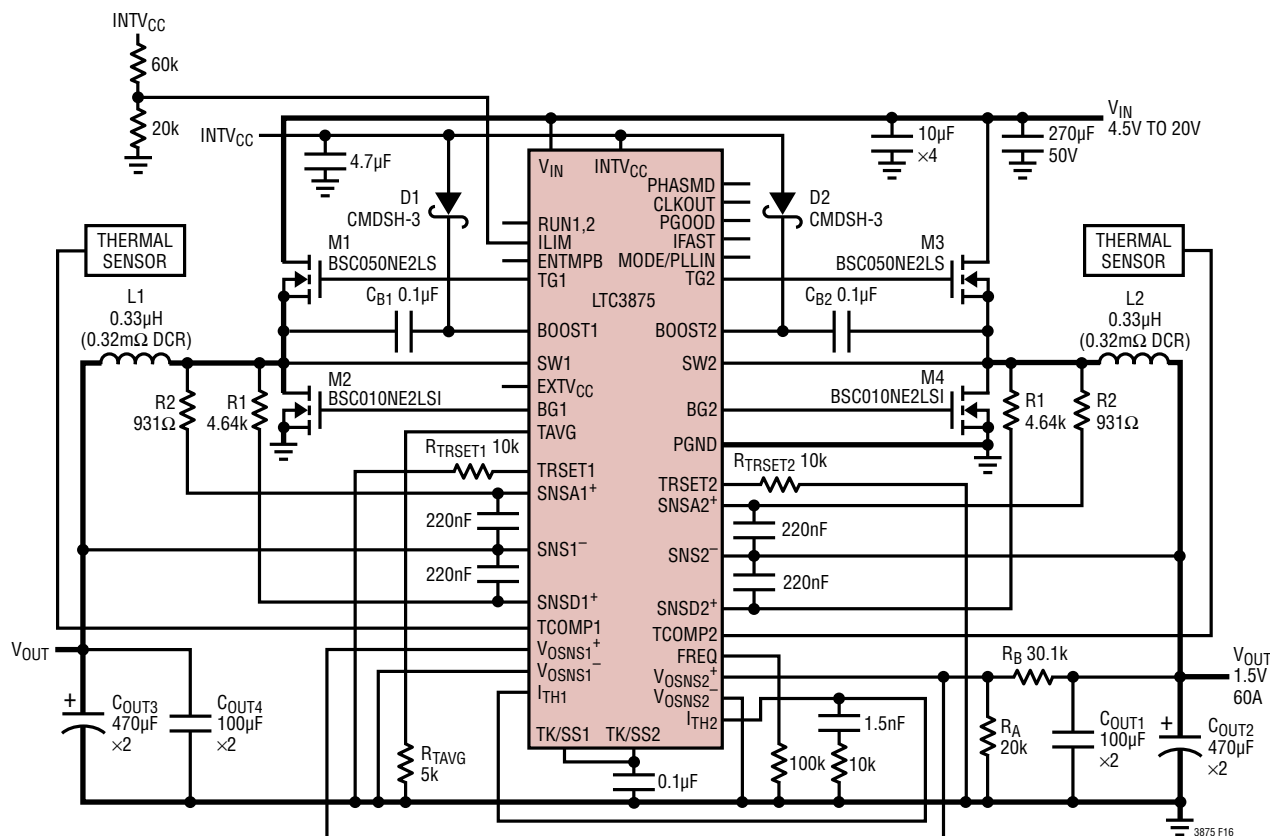 INTVCC
60k
20k
INTVCC
4.7µF
D1
CMDSH-3
VIN
INTVCC
10µF
×4
270µF
50V
VIN
4.5V TO 20V
D2
CMDSH-3
THERMAL
SENSOR
M1
BSC050NE2LS
RUN1,2
ILIM
ENTMPB
TG1
PHASMD
CLKOUT
PGOOD
IFAST
MODE/PLLIN
TG2
M3
BSC050NE2LS
THERMAL
SENSOR
LTC3875
L1
0.33µH
(0.32mΩ DCR)
CB1 0.1µF
BOOST1
BOOST2
CB2 0.1µF
L2
0.33µH
(0.32mΩ DCR)
SW1
SW2
R2
931Ω
R1
4.64k
M2
BSC010NE2LSI
EXTVCC
BG1
TAVG
BG2
PGND
M4
BSC010NE2LSI
R1
4.64k
R2
931Ω
RTRSET1 10k
TRSET1
SNSA1+
RTRSET2 10k
TRSET2
SNSA2+
220nF
220nF
SNS1−
SNS2−
220nF
220nF
SNSD1+
SNSD2+
TCOMP1
TCOMP2
VOUT
VOSNS1+
VOSNS1−
ITH1
FREQ
VOSNS2+
VOSNS2−
ITH2
RB 30.1k
VOUT
1.5V
60A
+
COUT3
470µF
×2
COUT4
100µF
×2
RTAVG
5k
TK/SS1
TK/SS2
0.1µF
100k
1.5nF
10k
RA
20k
COUT1
100µF
×2
+
COUT2
470µF
×2
3875 F16